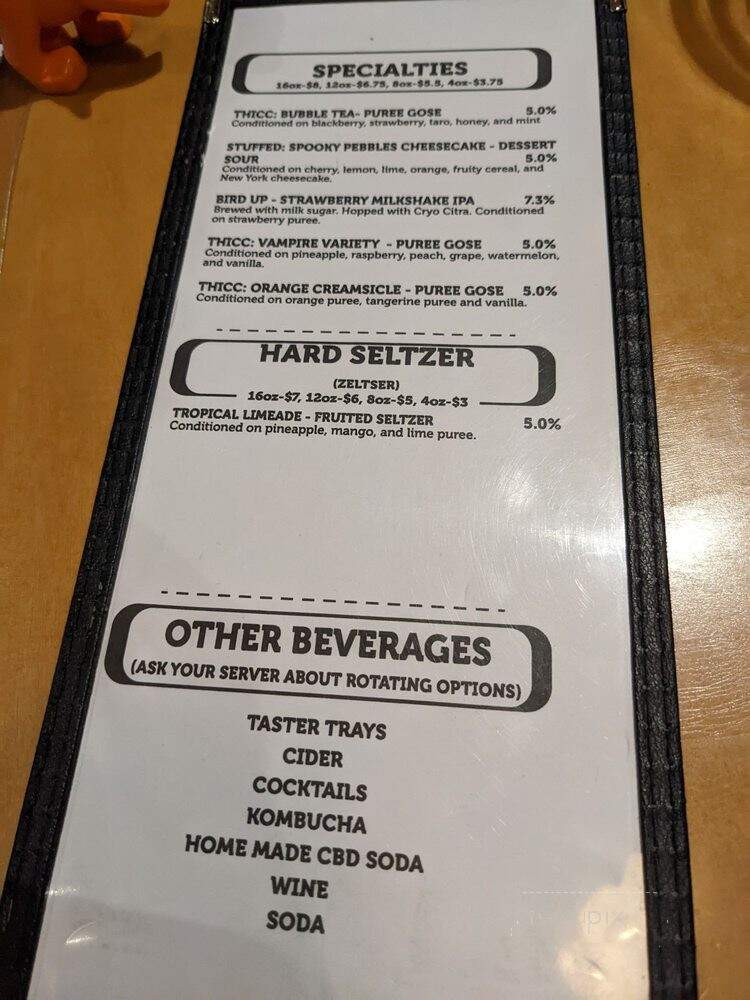 SPECIALTIES
16oz-$8, 12oz-$6.75, 8oz-$5.5, 4oz-$3.75
THICC: BUBBLE TEA- PUREE GOSE 5.0%
Conditioned on blackberry, strawberry, taro, honey, and mint
STUFFED: SPOOKY PEBBLES CHEESECAKE - DESSERT
SOUR 5.0%
Conditioned on cherry, lemon, lime, orange, fruity cereal, and
New York cheesecake.
BIRD UP - STRAWBERRY MILKSHAKE IPA 7.3%
Brewed with milk sugar. Hopped with Cryo Citra. Conditioned
on strawberry puree.
THICC: VAMPIRE VARIETY - PUREE GOSE 5.0%
Conditioned on pineapple, raspberry, peach, grape, watermelon,
and vanilla.
THICC: ORANGE CREAMSICLE - PUREE GOSE 5.0%
Conditioned on orange puree, tangerine puree and vanilla.
HARD SELTZER
(ZELTSER)
16oz-$7, 12oz-$6, 8oz-$5, 4oz-$3
TROPICAL LIMEADE - FRUITED SELTZER 5.0%
Conditioned on pineapple, mango, and lime puree.
OTHER BEVERAGES
(ASK YOUR SERVER ABOUT ROTATING OPTIONS)
TASTER TRAYS
CIDER
COCKTAILS
KOMBUCHA
HOME MADE CBD SODA
WINE
SODA